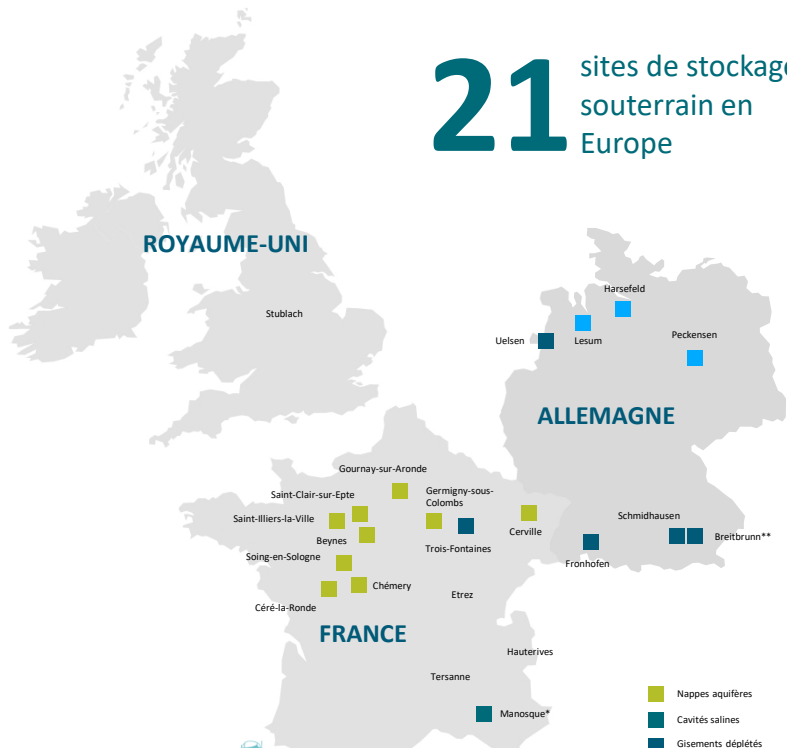 21
sites de stockage
souterrain en
Europe
ROYAUME-UNI
Stublach
Harsefeld
Uelsen
Lesum
Peckensen
ALLEMAGNE
Gournay-sur-Aronde
Saint-Clair-sur-Epte
Germigny-sous-
Colombs
Saint-Illiers-la-Ville
Beynes
Trois-Fontaines
Cerville
Schmidhausen
Breitbrunn**
Fronhofen
Soing-en-Sologne
Chémery
Céré-la-Ronde
Etrez
FRANCE
Hauterives
Tersanne
Manosque*
Nappes aquifères
Cavités salines
Gisements déplétés